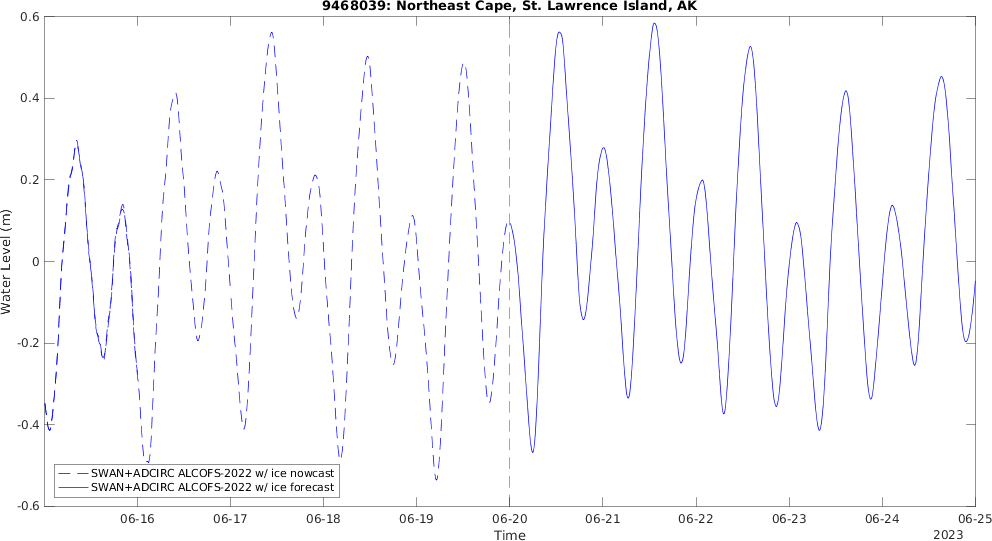 9468039: Northeast Cape, St. Lawrence Island, AK
0.6
0.4
0.2
0
-0.2
-0.4
-0.6
Water Level (m)
SWAN+ADCIRC ALCOFS-2022 w/ ice nowcast
SWAN+ADCIRC ALCOFS-2022 w/ ice forecast
06-16 06-17 06-18 06-19 06-20 06-21 06-22 06-23 06-24 06-25
Time 2023